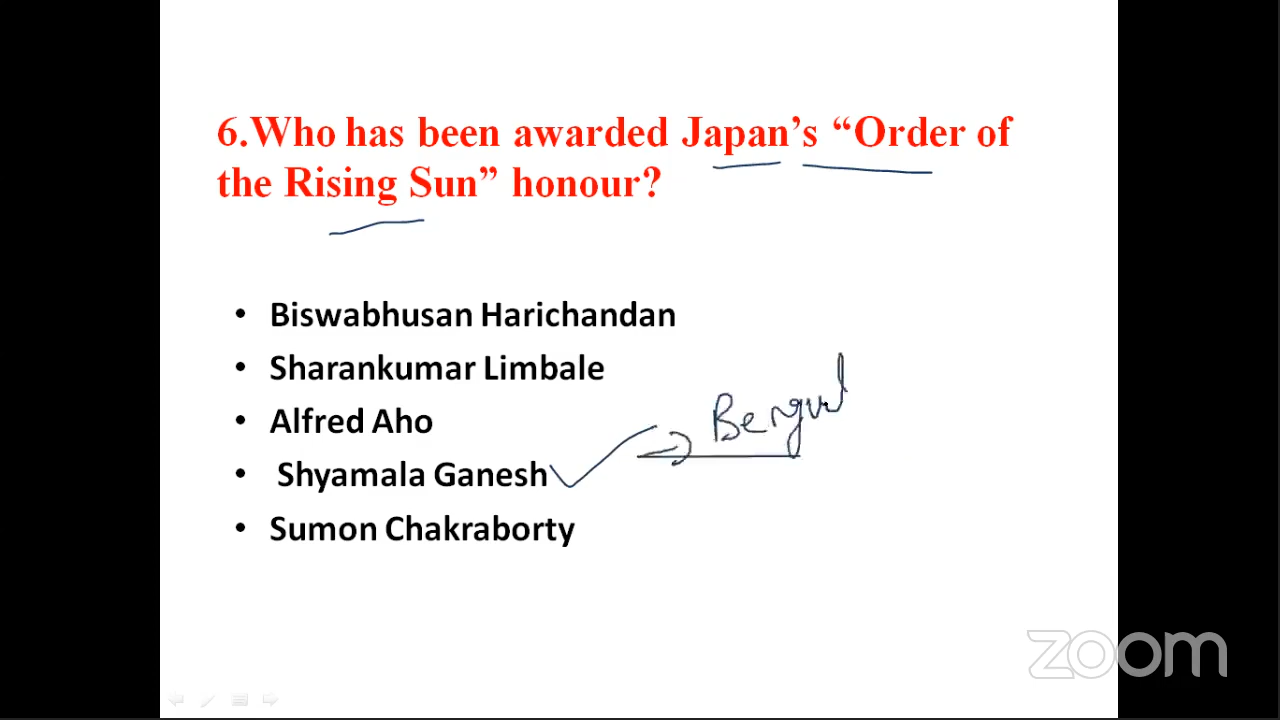 6.Who has been awarded Japan’s “Order of
the Rising Sun” honour?
• Biswabhusan Harichandan
• Sharankumar Limbale
• Alfred Aho
• Shyamala Ganesh
• Sumon Chakraborty
zoom